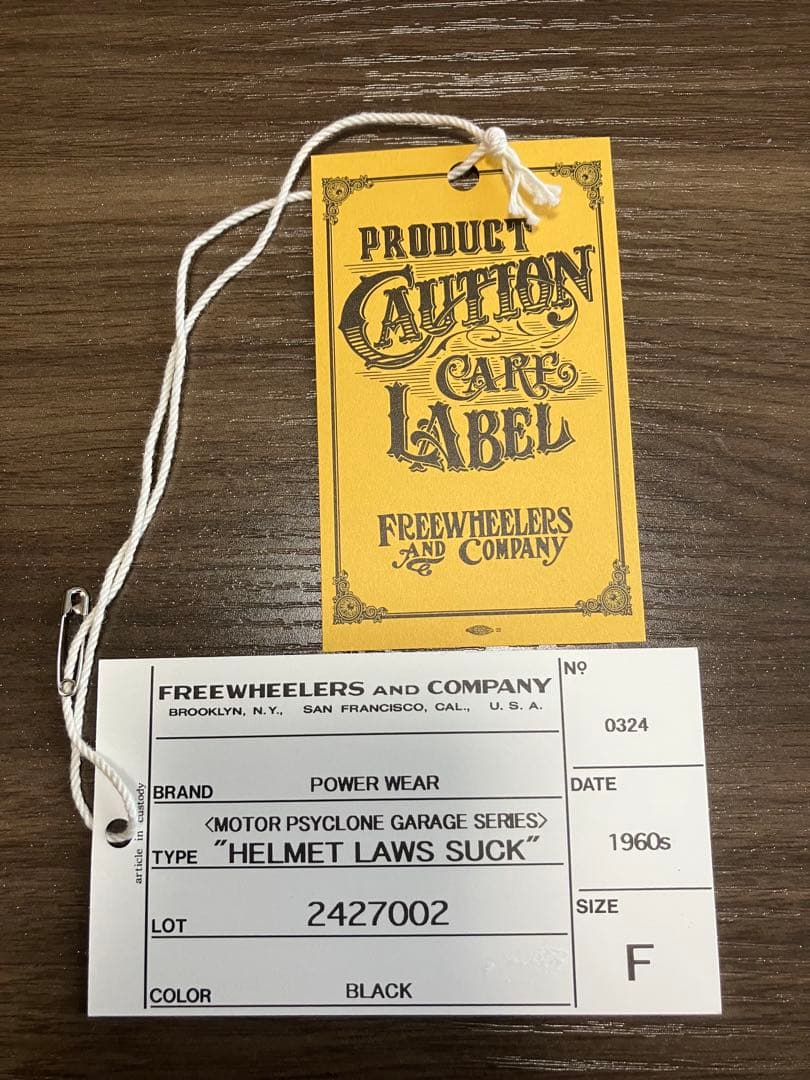 PRODUCT
CAUTION
CARE
LABEL
FREEWHEELERS
AND COMPANY
article in custody
FREEWHEELERS AND COMPANY
BROOKLYN, N.Y., SAN FRANCISCO, CAL., U. S. A.
BRAND POWER WEAR
<MOTOR PSYCLONE GARAGE SERIES>
TYPE "HELMET LAWS SUCK"
LOT 2427002
COLOR BLACK
Nº
0324
DATE
1960s
SIZE
F